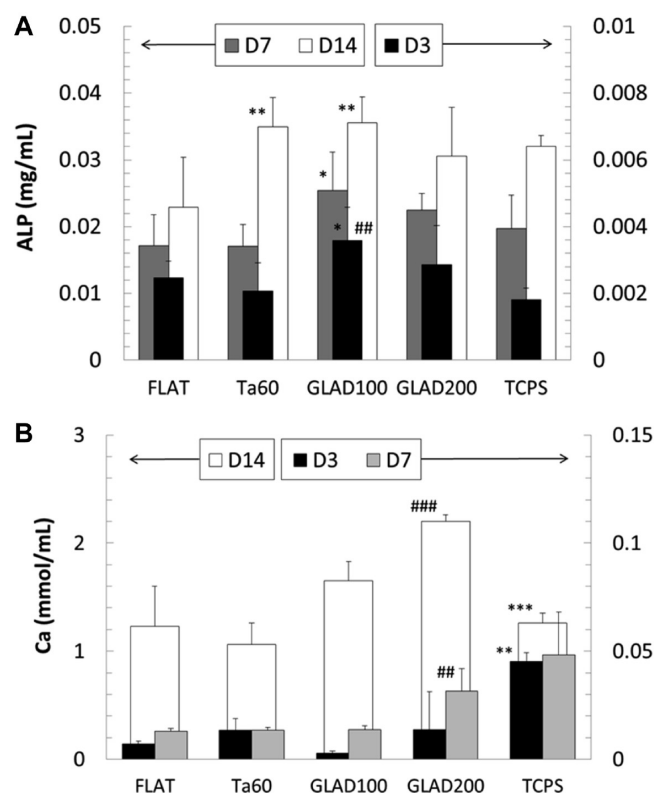 A
0.05 0.01
D7 D14 D3
0.04 0.008
** **
0.03 0.006
*
ALP (mg/mL)
0.02 0.004
* ##
0.01 0.002
0 0
FLAT Ta60 GLAD100 GLAD200 TCPS
B
3 0.15
D14 D3 D7
###
2 0.1
Ca (mmol/mL)
***
1 0.05
** 
##
0 0
FLAT Ta60 GLAD100 GLAD200 TCPS